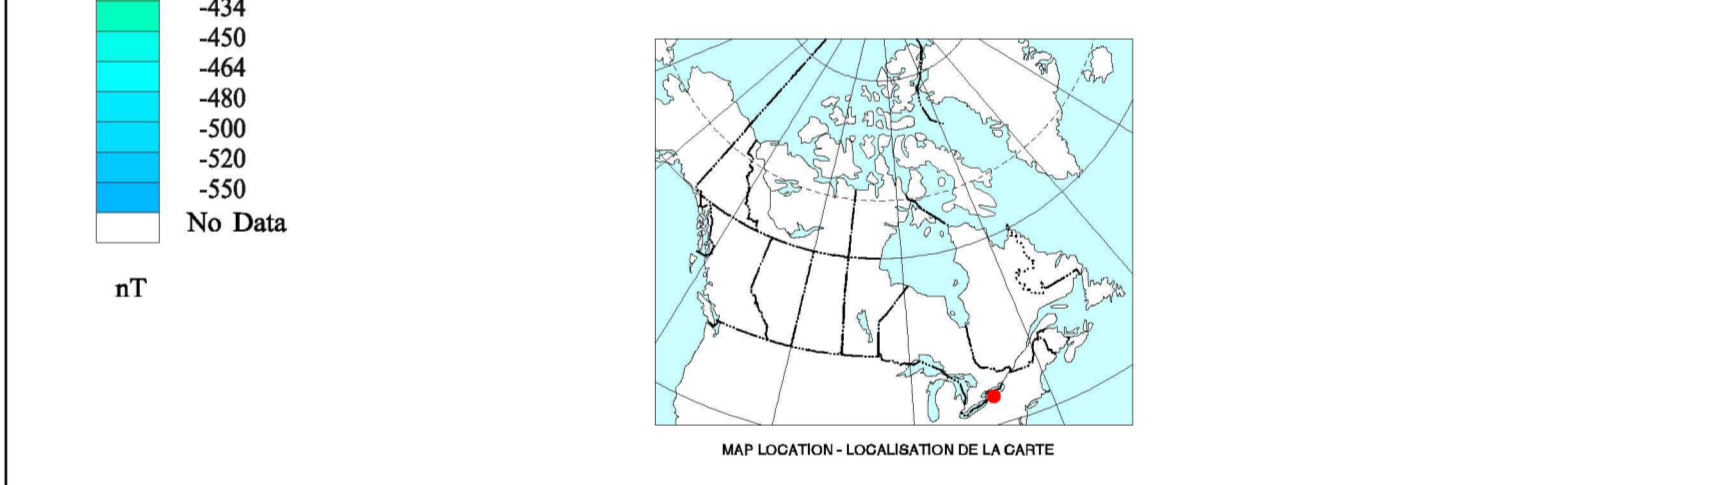 -434
-450
-464
-480
-500
-520
-550
No Data
nT
MAP LOCATION - LOCALISATION DE LA CARTE